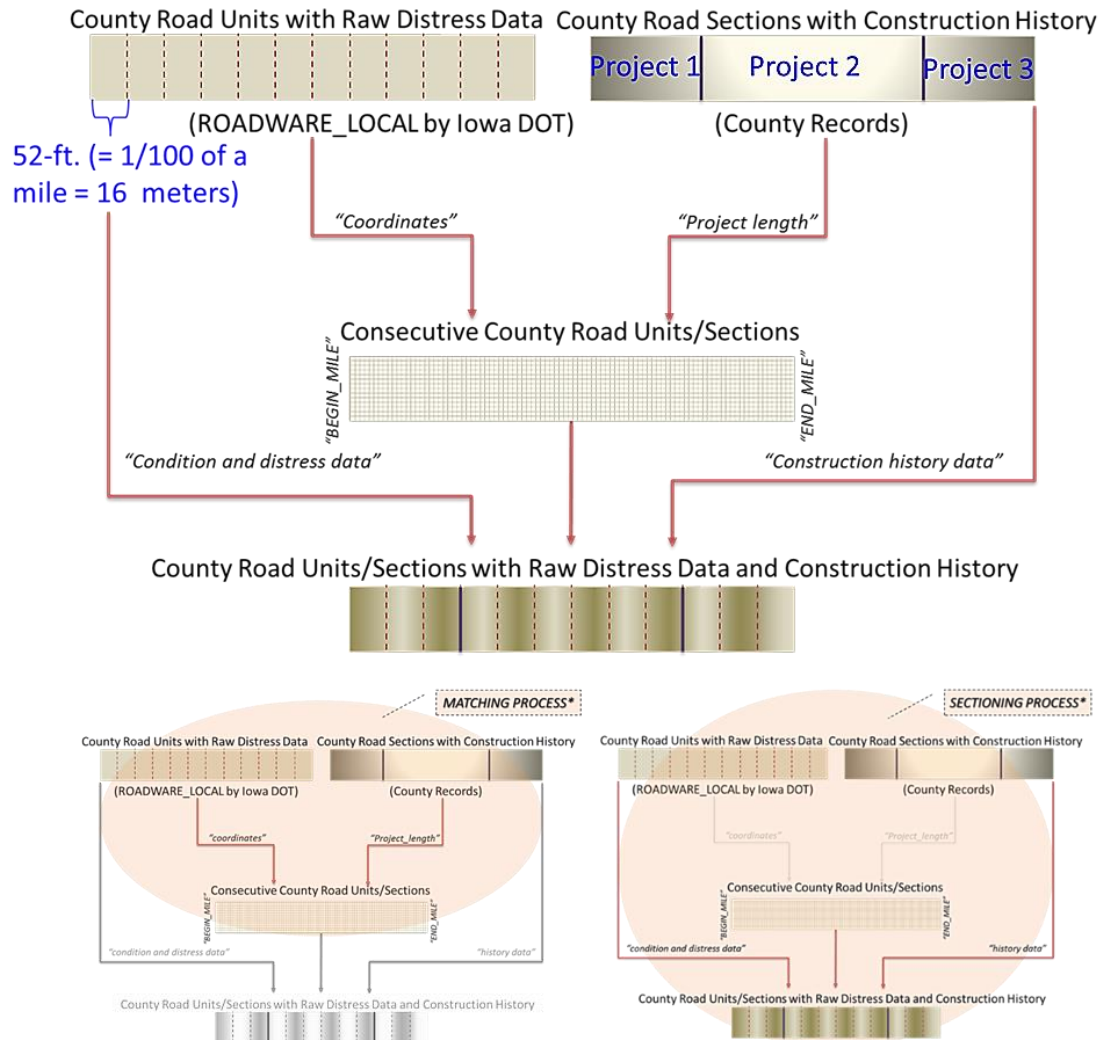 County Road Units with Raw Distress Data
County Road Sections with Construction History
Project 1
Project 2
Project 3
(ROADWARE_LOCAL by Iowa DOT)
(County Records)
52-ft. (= 1/100 of a
mile = 16 meters)
“Coordinates”
“Project length”
Consecutive County Road Units/Sections
“BEGIN_MILE”
“END_MILE”
“Condition and distress data”
“Construction history data”
County Road Units/Sections with Raw Distress Data and Construction History
MATCHING PROCESS*
County Road Units with Raw Distress Data
County Road Sections with Construction History
(ROADWARE_LOCAL by Iowa DOT)
(County Records)
“coordinates”
“Project_length”
Consecutive County Road Units/Sections
“BEGIN_MILE”
“END_MILE”
“condition and distress data”
“history data”
County Road Units/Sections with Raw Distress Data and Construction History
SECTIONING PROCESS*
County Road Units with Raw Distress Data
County Road Sections with Construction History
(ROADWARE_LOCAL by Iowa DOT)
(County Records)
“coordinates”
“Project_length”
Consecutive County Road Units/Sections
“BEGIN_MILE”
“END_MILE”
“condition and distress data”
“history data”
County Road Units/Sections with Raw Distress Data and Construction History